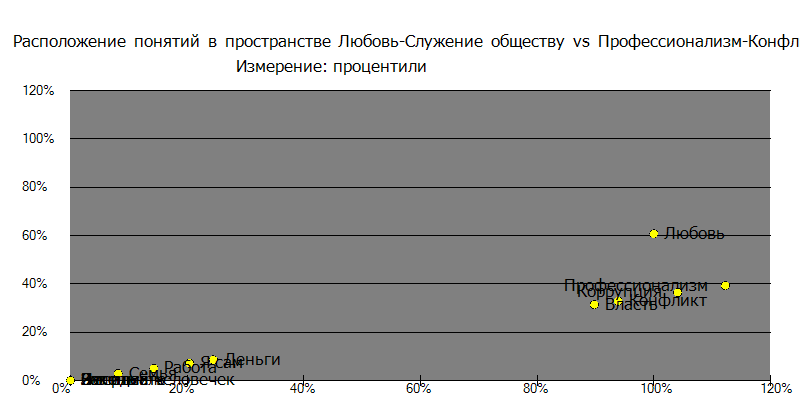 Расположение понятий в пространстве Любовь-Служение обществу vs Профессионализм-Конфл
Измерение: процентили
120%
100%
80%
60%
Любовь
40%
Профессионализм
Коррупция
Конфликт
Власть
20%
Деньги
Я сам
Работа
Семья
0%
0% 20% 40% 60% 80% 100% 120%